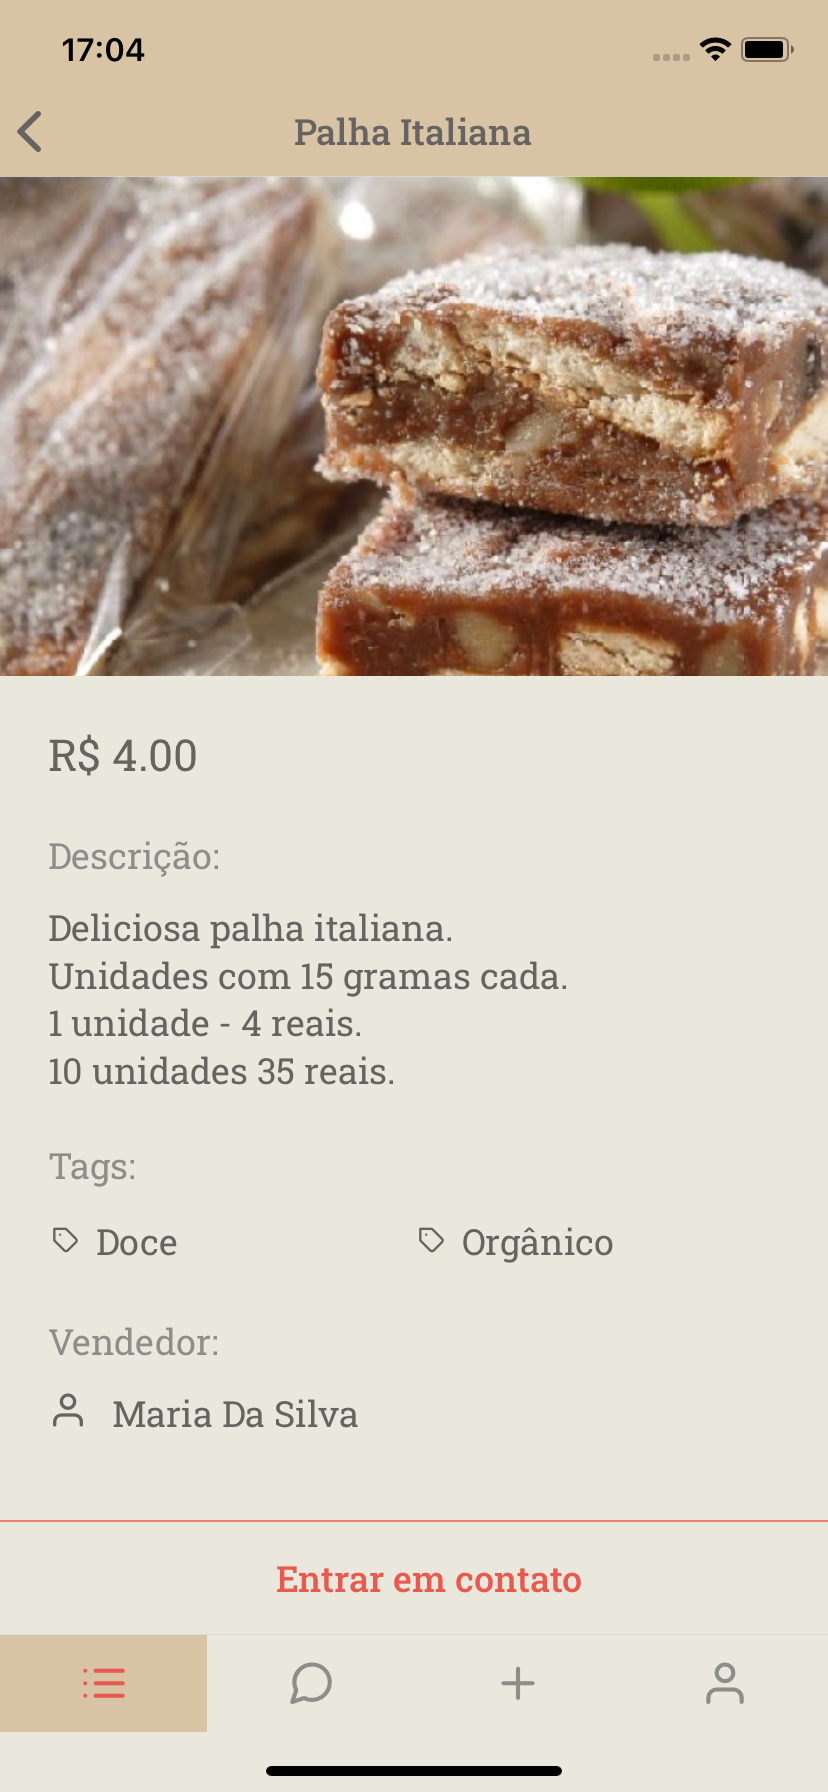 17:04
Palha Italiana
R$ 4.00
Descrição:
Deliciosa palha italiana.
Unidades com 15 gramas cada.
1 unidade - 4 reais.
10 unidades 35 reais.
Tags:
Doce Orgânico
Vendedor:
Maria Da Silva
Entrar em contato